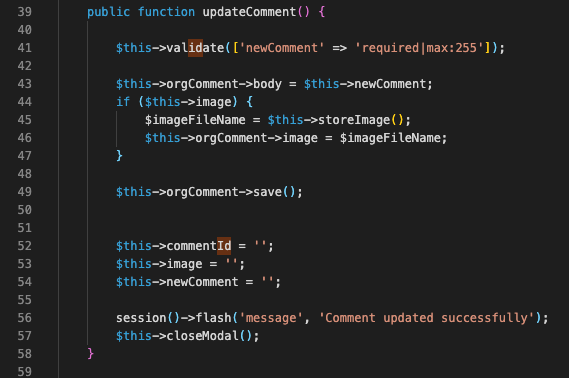 39 public function updateComment() {
40
41 $this->validate(['newComment' => 'required|max:255']);
42
43 $this->orgComment->body = $this->newComment;
44 if ($this->image) {
45 $imageFileName = $this->storeImage();
46 $this->orgComment->image = $imageFileName;
47 }
48
49 $this->orgComment->save();
50
51
52 $this->commentId = '';
53 $this->image = '';
54 $this->newComment = '';
55
56 session()->flash('message', 'Comment updated successfully');
57 $this->closeModal();
58 }
59